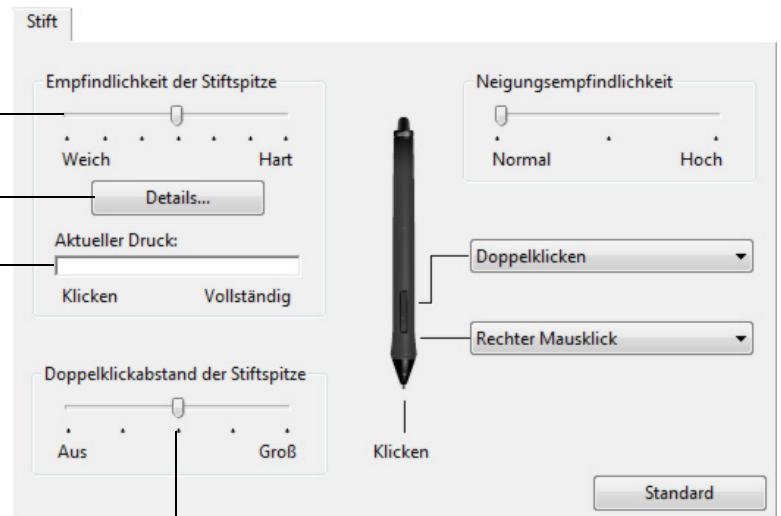 Stift
Empfindlichkeit der Stiftspitze
Weich Hart
Details...
Aktueller Druck:
Klicken Vollständig
Doppelklickabstand der Stiftspitze
Aus Groß
Neigungsempfindlichkeit
Normal Hoch
Doppelklicken
Rechter Mausklick
Klicken
Standard